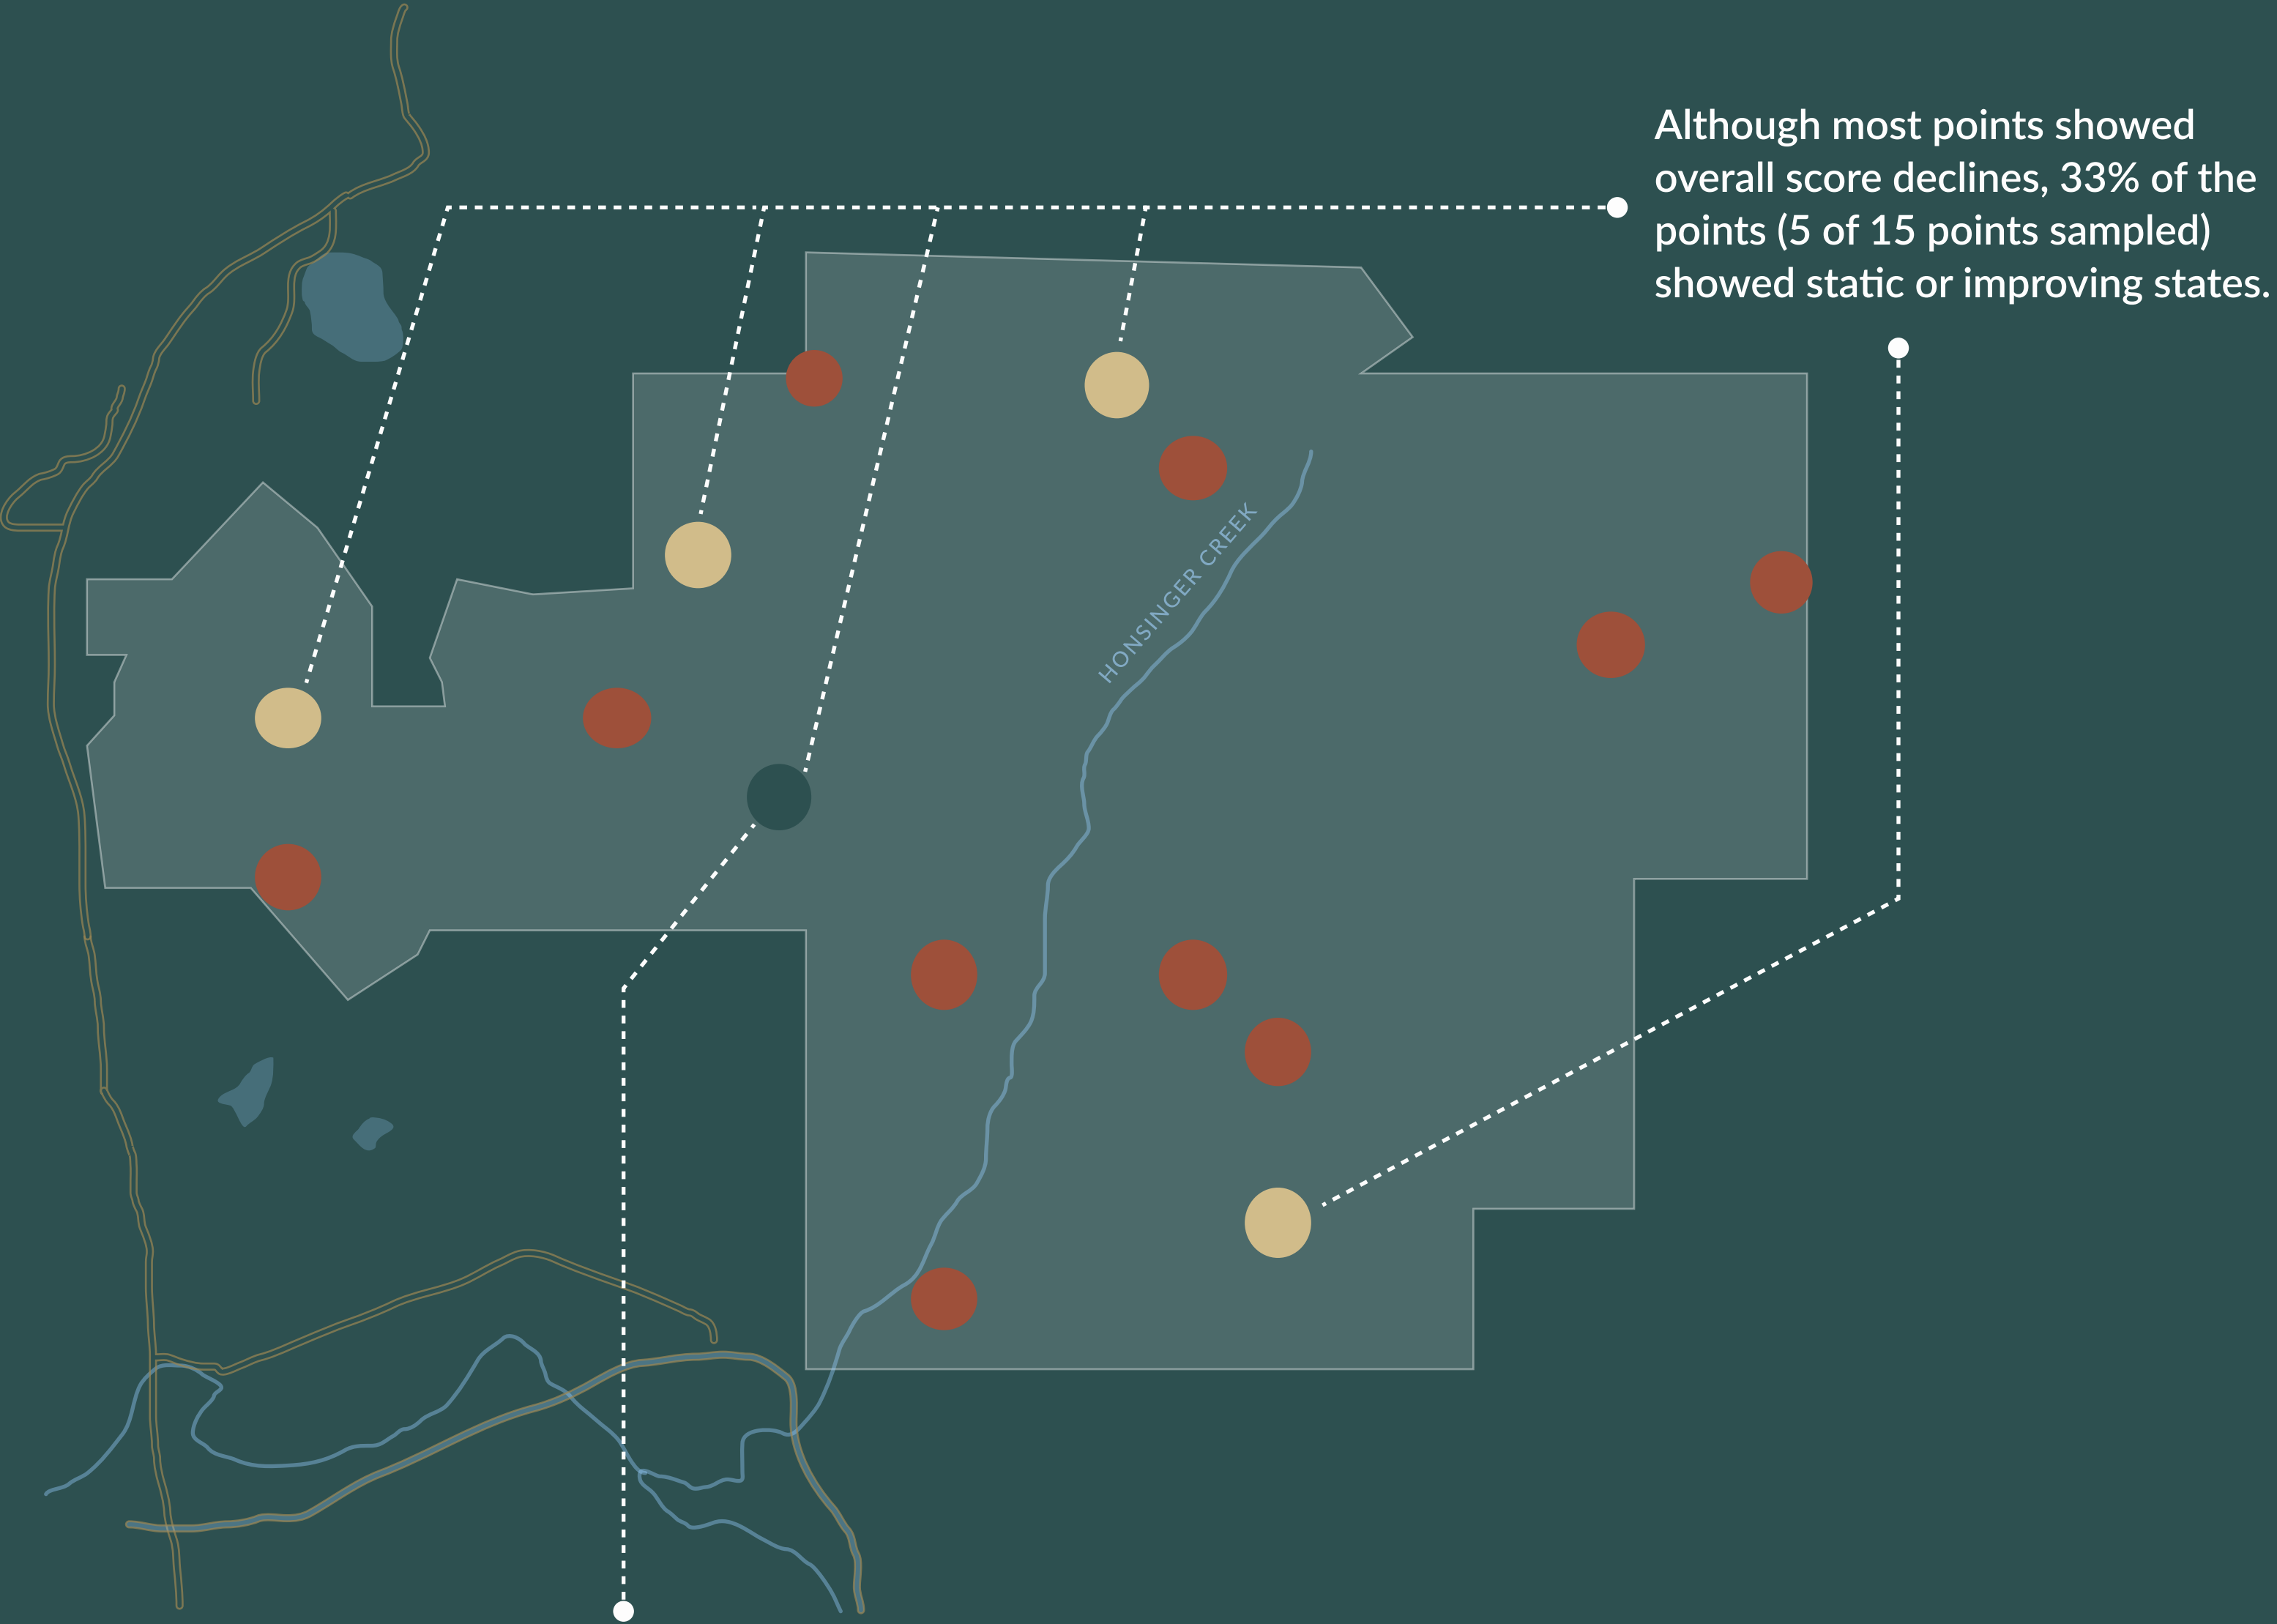 Although most points showed
overall score declines, 33% of the
points (5 of 15 points sampled)
showed static or improving states.
HONSINGER CREEK